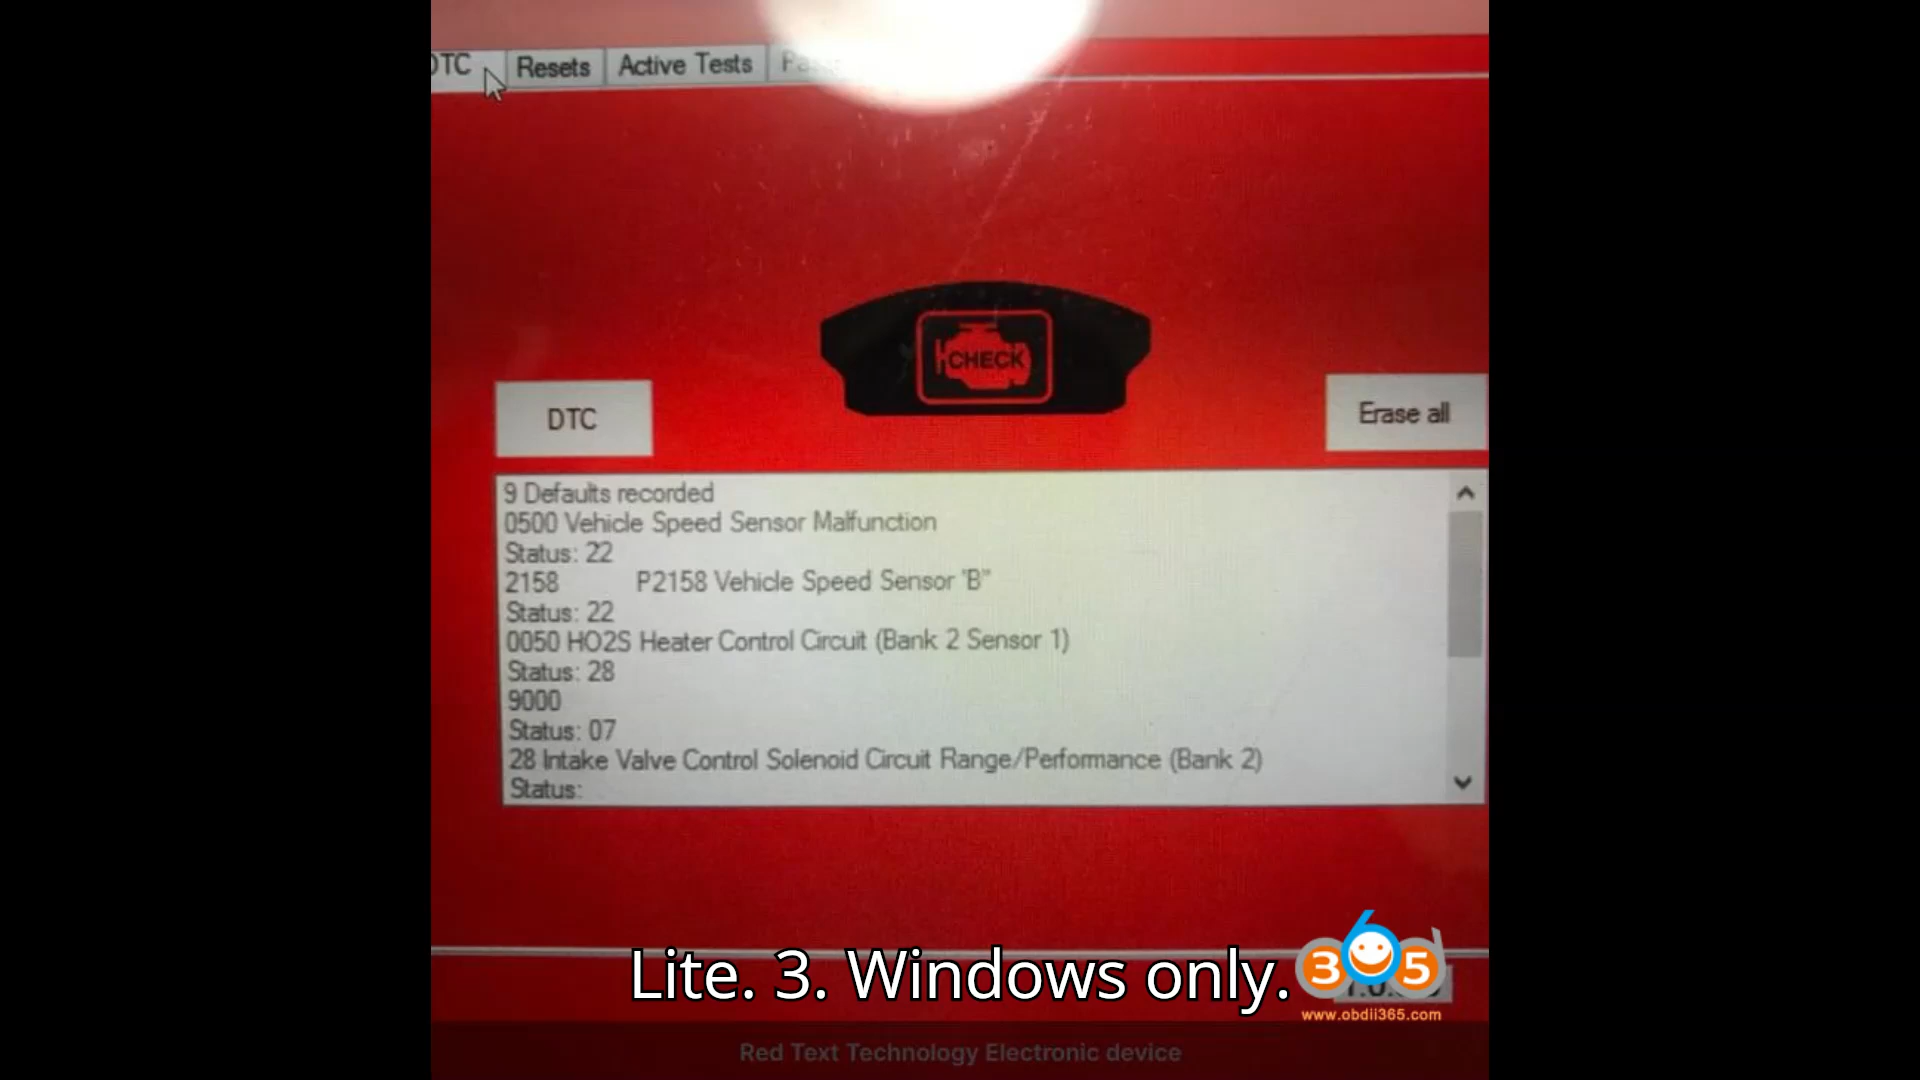 DTC
Resets
Active Tests
CHECK
DTC
Erase all
9 Defaults recorded
0500 Vehicle Speed Sensor Malfunction
Status: 22
2158 P2158 Vehicle Speed Sensor "B"
Status: 22
0050 HO2S Heater Control Circuit (Bank 2 Sensor 1)
Status: 28
9000
Status: 07
28 Intake Valve Control Solenoid Circuit Range/Performance (Bank 2)
Status:
Lite. 3. Windows only.
365
www.obdii365.com
Red Text Technology Electronic device